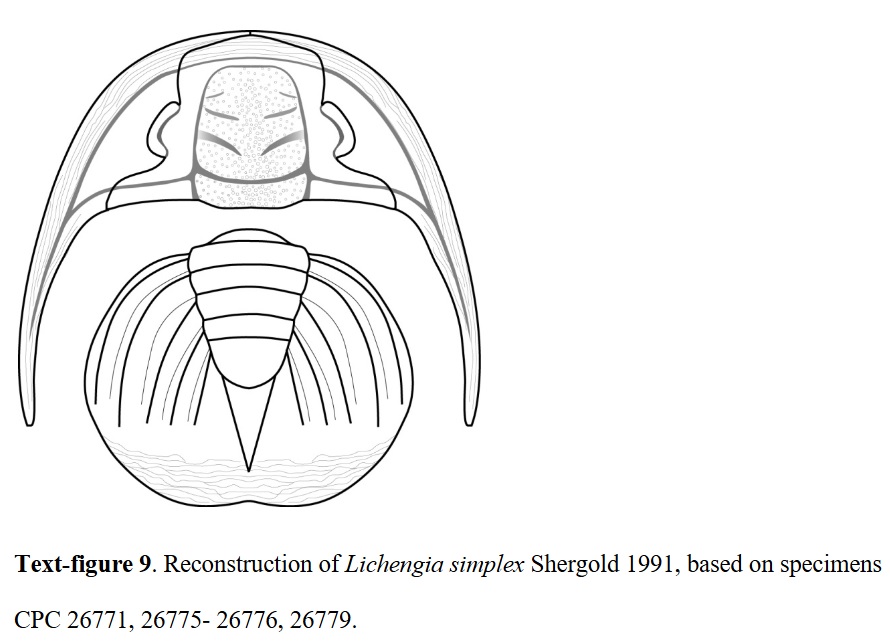 Text-figure 9. Reconstruction of Lichengia simplex Shergold 1991, based on specimens
CPC 26771, 26775- 26776, 26779.